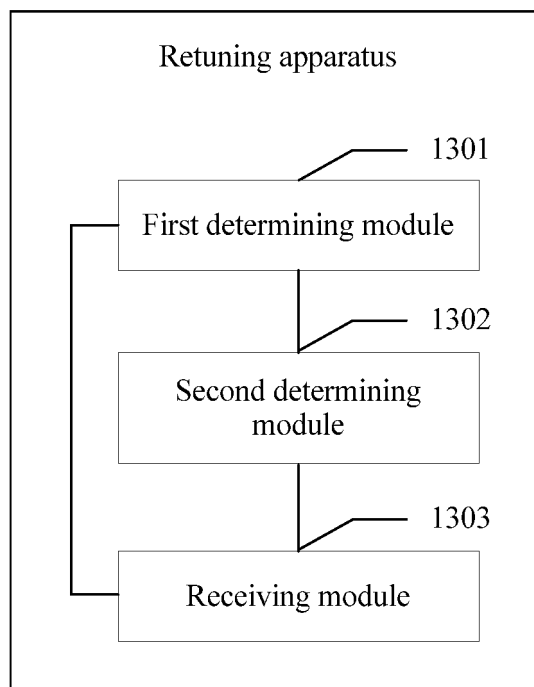 Retuning apparatus
1301
First determining module
1302
Second determining
module
1303
Receiving module